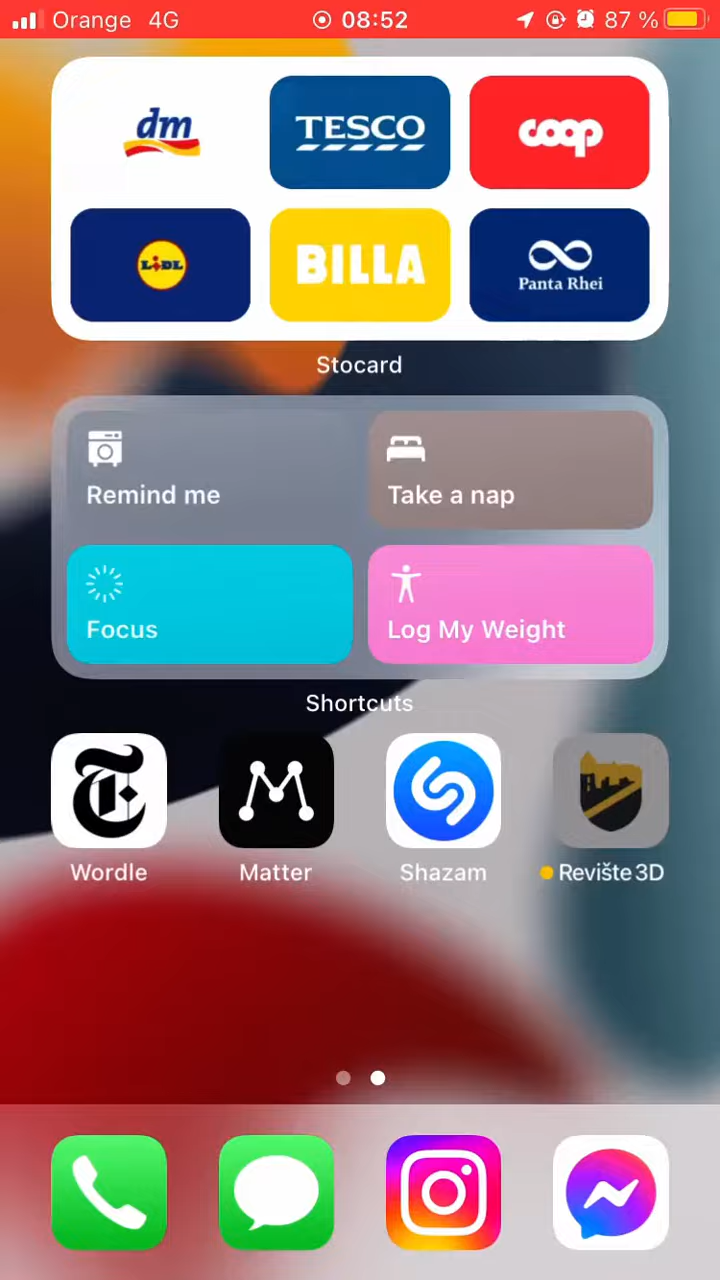 Orange 4G 08:52 87 %
dm TESCO coop
LIDL BILLA Panta Rhei
Stocard
Remind me Take a nap
Focus Log My Weight
Shortcuts
Wordle Matter Shazam Revište 3D